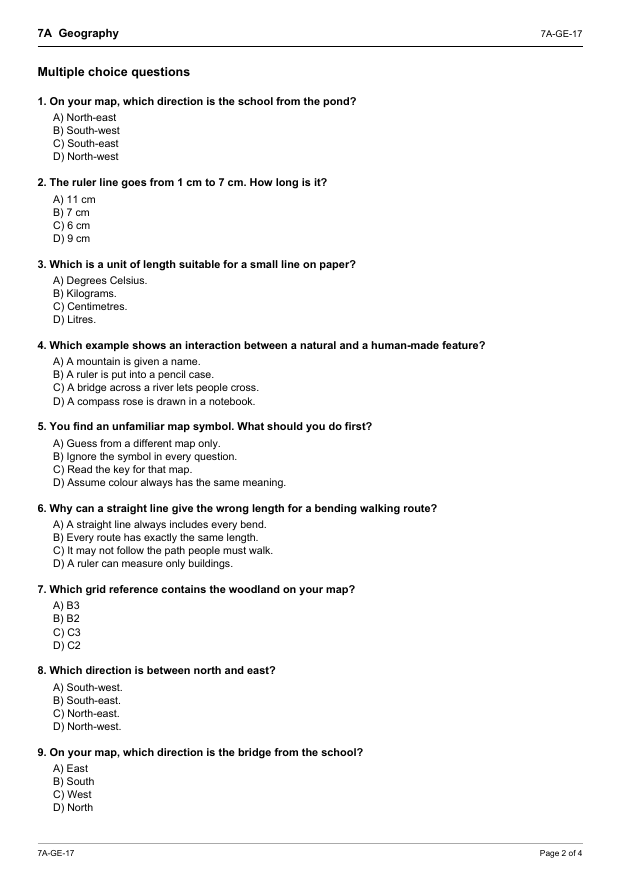 7A Geography
7A-GE-17
Multiple choice questions
1. On your map, which direction is the school from the pond?
A) North-east
B) South-west
C) South-east
D) North-west
2. The ruler line goes from 1 cm to 7 cm. How long is it?
A) 11 cm
B) 7 cm
C) 6 cm
D) 9 cm
3. Which is a unit of length suitable for a small line on paper?
A) Degrees Celsius.
B) Kilograms.
C) Centimetres.
D) Litres.
4. Which example shows an interaction between a natural and a human-made feature?
A) A mountain is given a name.
B) A ruler is put into a pencil case.
C) A bridge across a river lets people cross.
D) A compass rose is drawn in a notebook.
5. You find an unfamiliar map symbol. What should you do first?
A) Guess from a different map only.
B) Ignore the symbol in every question.
C) Read the key for that map.
D) Assume colour always has the same meaning.
6. Why can a straight line give the wrong length for a bending walking route?
A) A straight line always includes every bend.
B) Every route has exactly the same length.
C) It may not follow the path people must walk.
D) A ruler can measure only buildings.
7. Which grid reference contains the woodland on your map?
A) B3
B) B2
C) C3
D) C2
8. Which direction is between north and east?
A) South-west.
B) South-east.
C) North-east.
D) North-west.
9. On your map, which direction is the bridge from the school?
A) East
B) South
C) West
D) North
7A-GE-17
Page 2 of 4